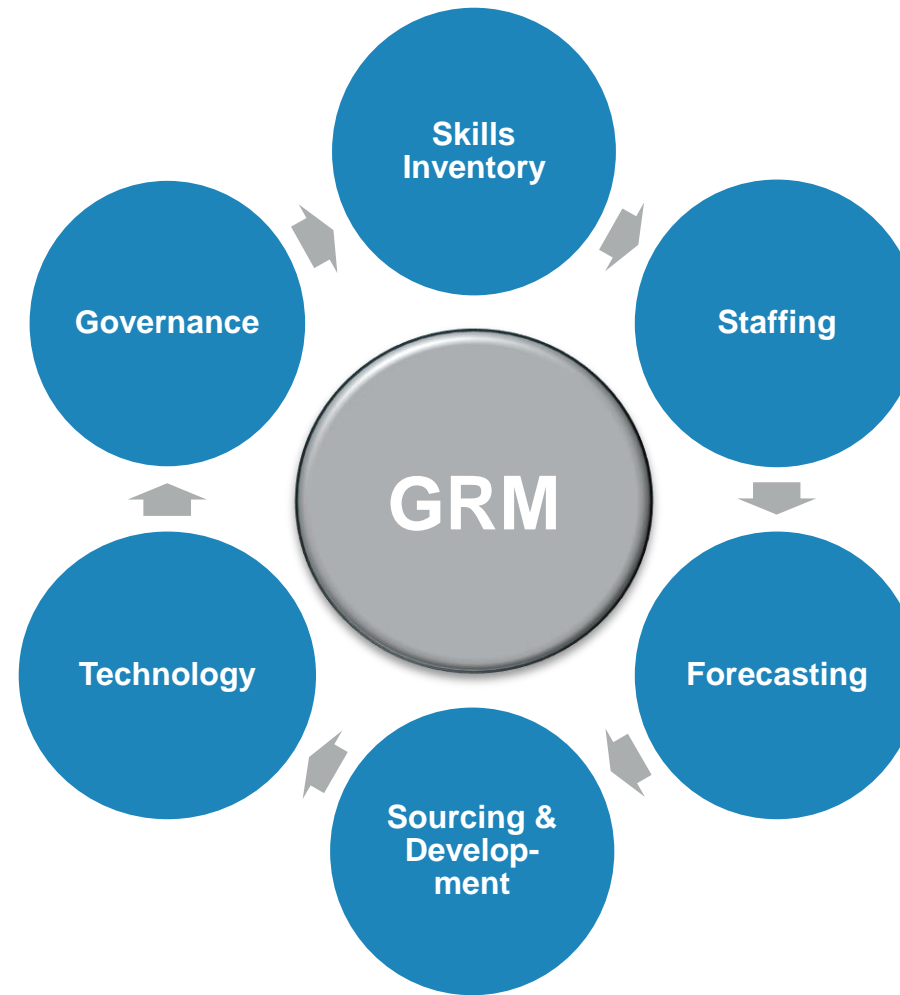 Skills
Inventory
Staffing
Forecasting
Sourcing &
Develop-
ment
Technology
Governance
GRM